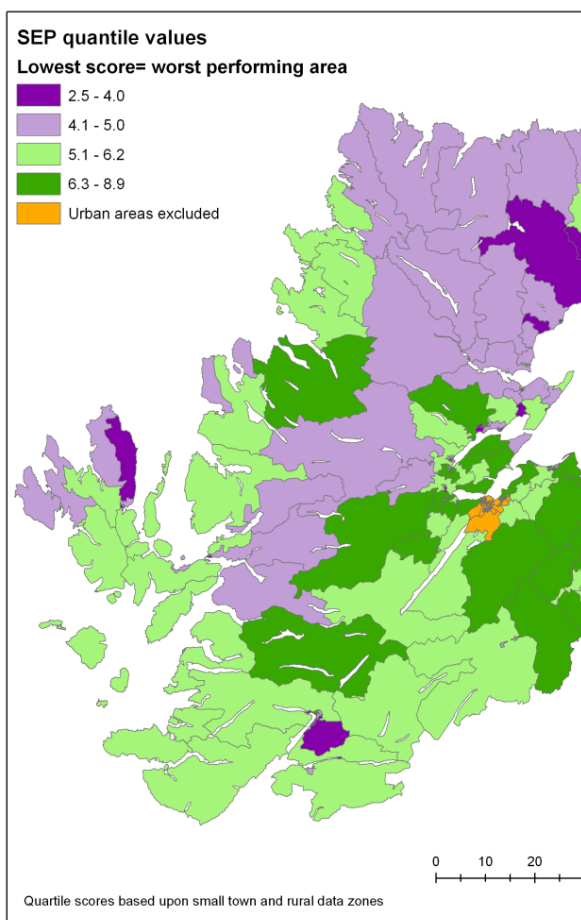 SEP quantile values
Lowest score= worst performing area
2.5 - 4.0
4.1 - 5.0
5.1 - 6.2
6.3 - 8.9
Urban areas excluded
0 10 20
Quartile scores based upon small town and rural data zones